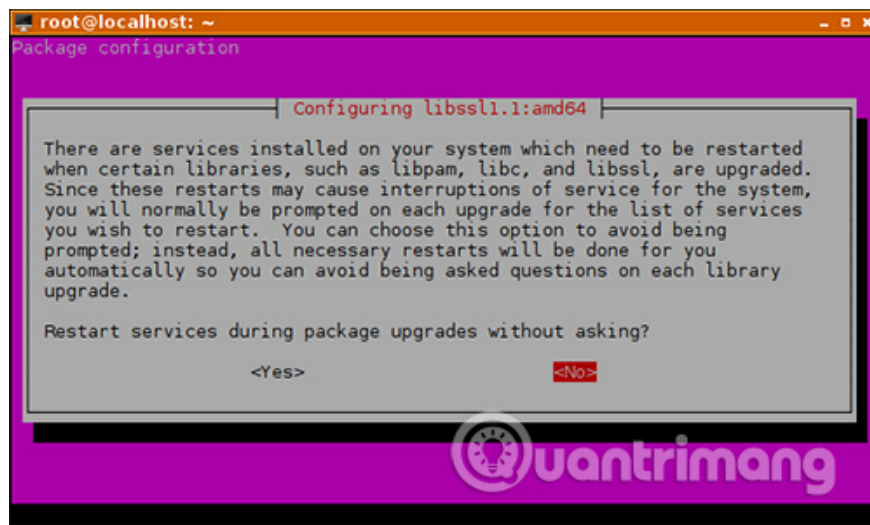 root@localhost: ~
Package configuration
Configuring libssl1.1:amd64
There are services installed on your system which need to be restarted
when certain libraries, such as libpam, libc, and libssl, are upgraded.
Since these restarts may cause interruptions of service for the system,
you will normally be prompted on each upgrade for the list of services
you wish to restart.  You can choose this option to avoid being
prompted; instead, all necessary restarts will be done for you
automatically so you can avoid being asked questions on each library
upgrade.
Restart services during package upgrades without asking?
<Yes> <No>
Quantrimang